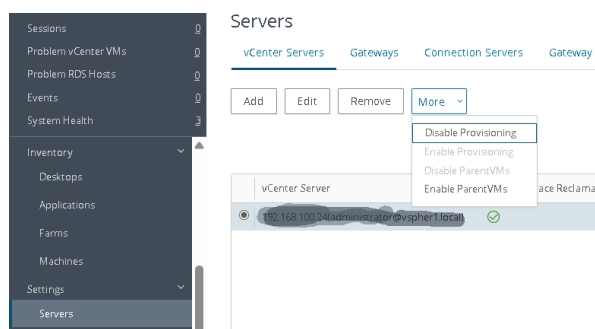 Servers
Sessions 0
Problem vCenter VMs 0
Problem RDS Hosts 0
Events 0
System Health 3
Inventory
Desktops
Applications
Farms
Machines
Settings
Servers
vCenter Servers Gateways Connection Servers Gateway
Add Edit Remove More
Disable Provisioning
Enable Provisioning
Disable ParentVMs
Enable ParentVMs
vCenter Server ace Reclama